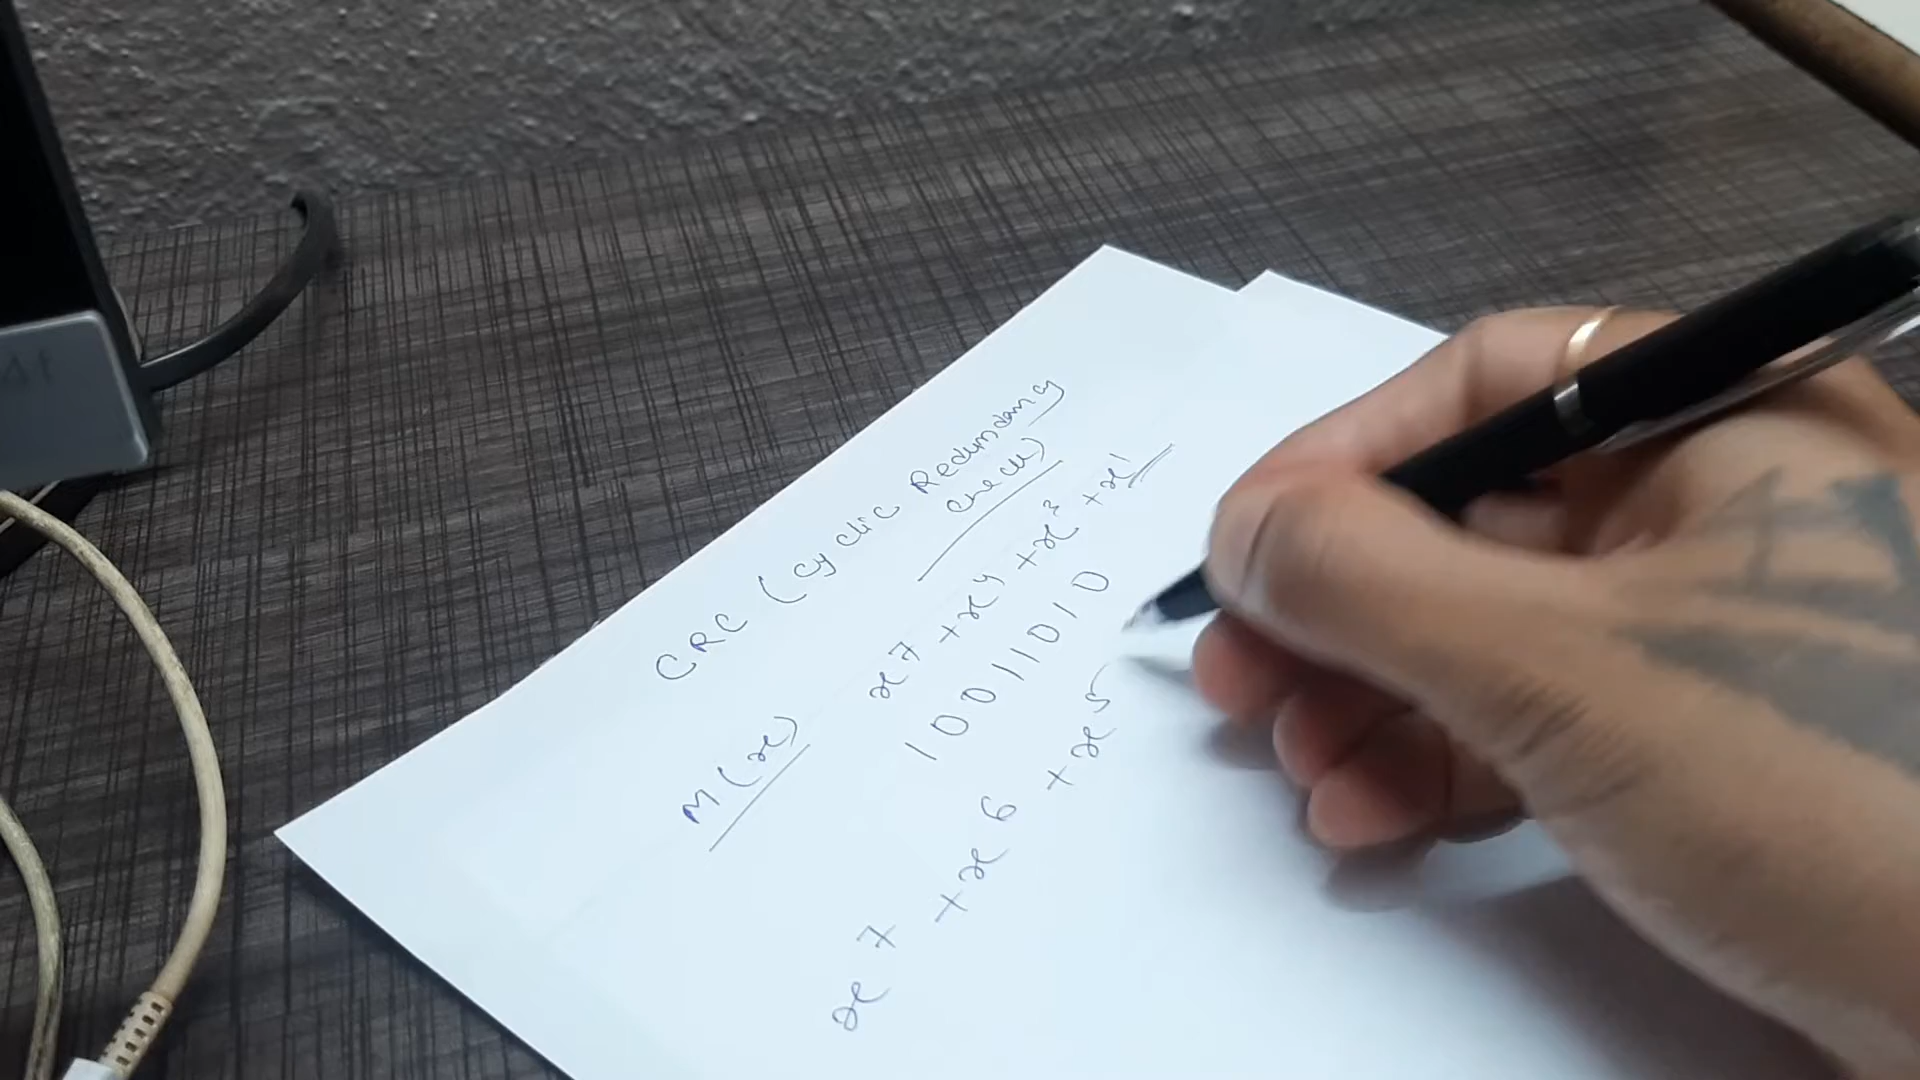 CRC (Cyclic Redundancy
Check)
M(x) x7 + x4 + x3 + x1
10011010
x7 + x6 + x5